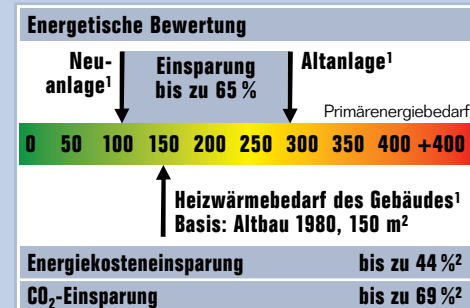 Energetische Bewertung
Neu-
anlage¹
Einsparung
bis zu 65 %
Altanlage¹
Primärenergiebedarf
0 50 100 150 200 250 300 350 400 +400
Heizwärmebedarf des Gebäudes¹
Basis: Altbau 1980, 150 m²
Energiekosteneinsparung bis zu 44 %²
CO₂-Einsparung bis zu 69 %²